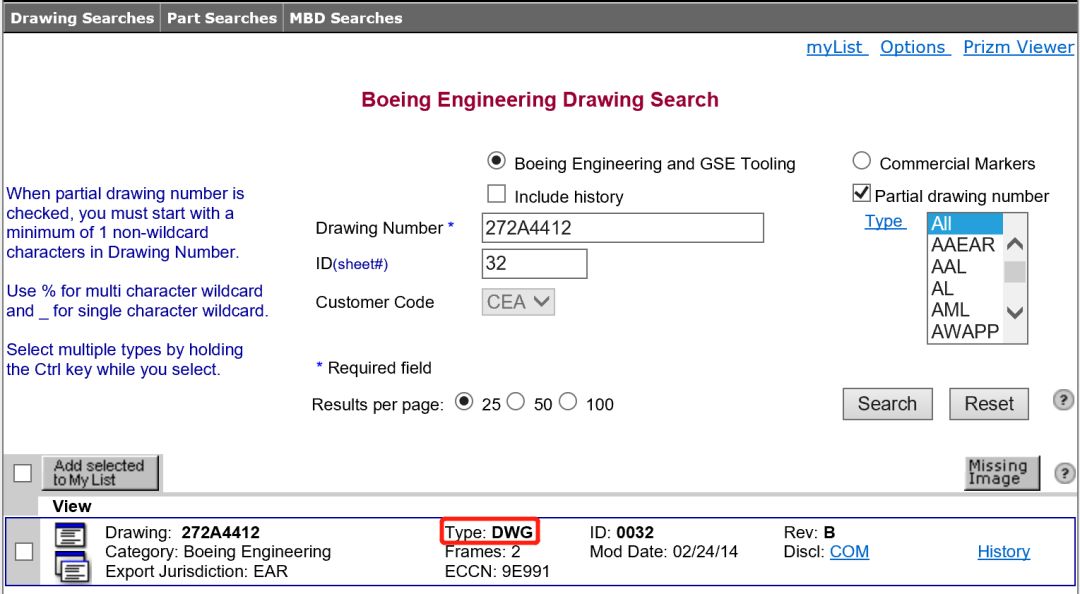 Drawing Searches Part Searches MBD Searches
myList Options Prizm Viewer
Boeing Engineering Drawing Search
Boeing Engineering and GSE Tooling Commercial Markers
Include history Partial drawing number
When partial drawing number is
checked, you must start with a
minimum of 1 non-wildcard
characters in Drawing Number.
Use % for multi character wildcard
and _ for single character wildcard.
Select multiple types by holding
the Ctrl key while you select.
Drawing Number * 272A4412
ID(sheet#) 32
Customer Code CEA
Type
All
AAEAR
AAL
AL
AML
AWAPP
* Required field
Results per page: 25 50 100
Search Reset ?
Add selected
to My List
Missing
Image ?
View
Drawing: 272A4412 Type: DWG ID: 0032 Rev: B
Category: Boeing Engineering Frames: 2 Mod Date: 02/24/14 Discl: COM History
Export Jurisdiction: EAR ECCN: 9E991